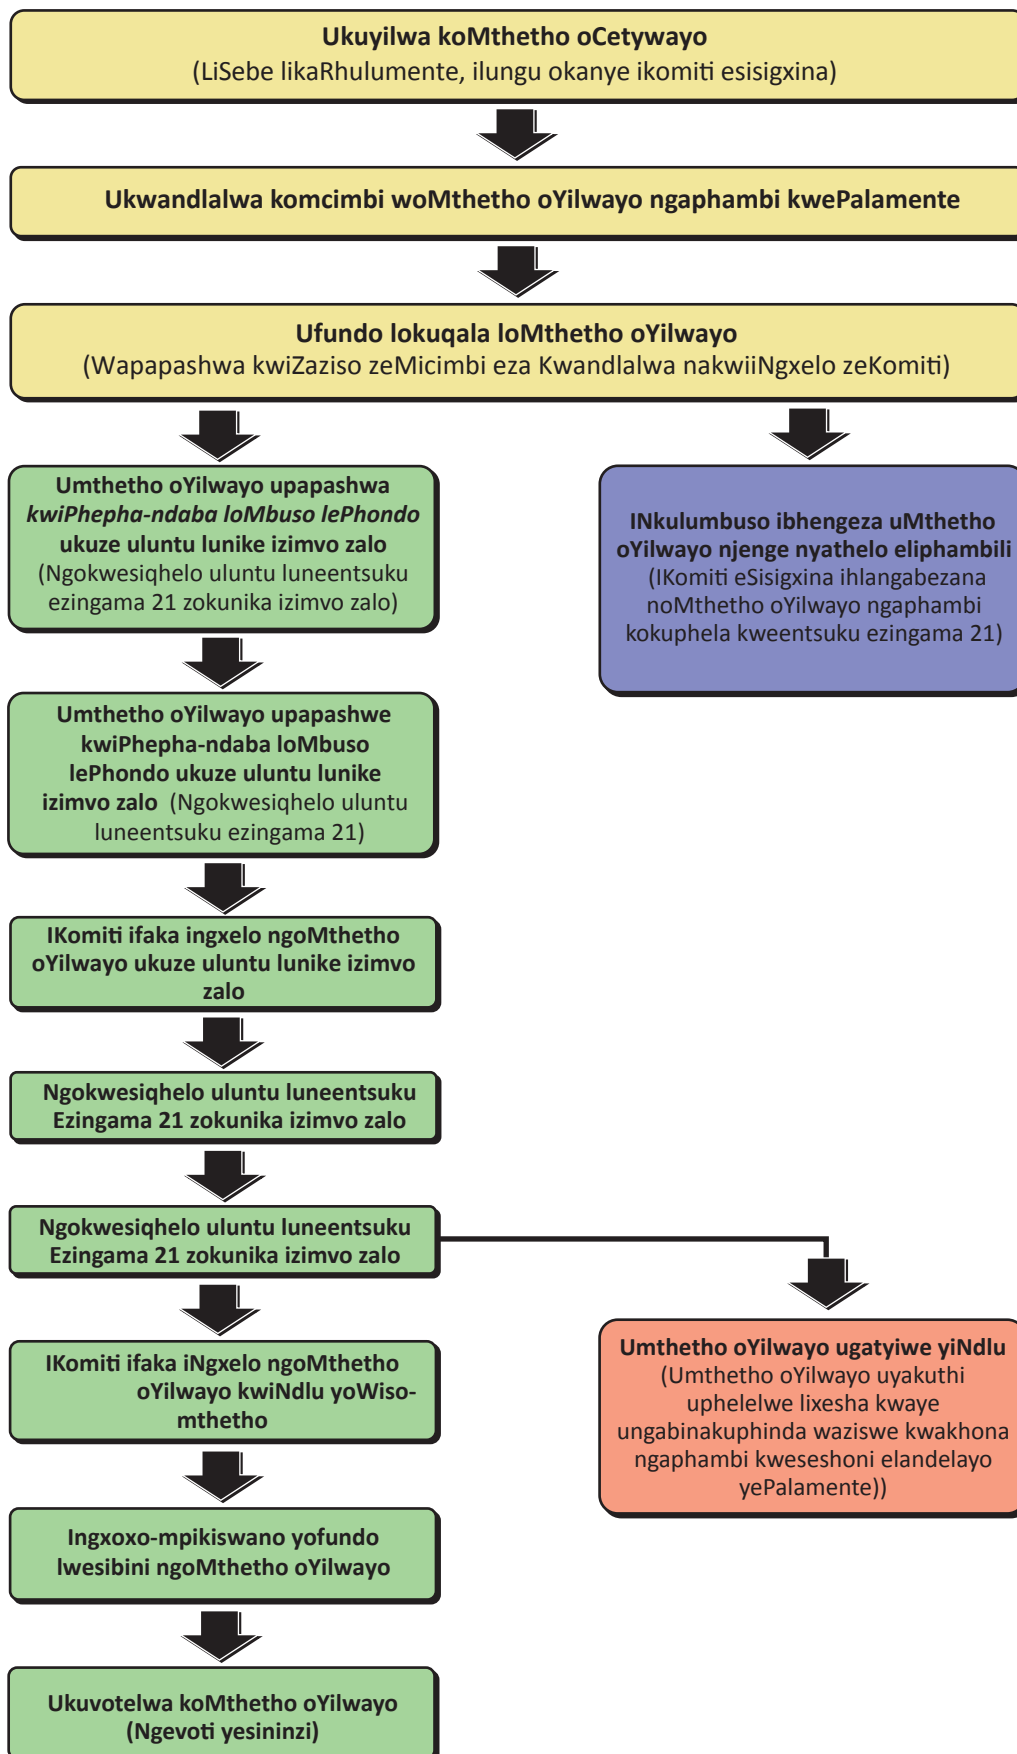 Ukuyilwa koMthetho oCetywayo
(LiSebe likaRhulumente, ilungu okanye ikomiti esisigxina)
Ukwandlalwa komcimbi woMthetho oYilwayo ngaphambi kwePalamente
Ufundo lokuqala loMthetho oYilwayo
(Wapapashwa kwiZaziso zeMicimbi eza Kwandlalwa nakwiiNgxelo zeKomiti)
Umthetho oYilwayo upapashwa
kwiPhepha-ndaba loMbuso lePhondo
ukuze uluntu lunike izimvo zalo
(Ngokwesiqhelo uluntu luneentsuku
ezingama 21 zokunika izimvo zalo)
INkulumbuso ibhengeza uMthetho
oYilwayo njenge nyathelo eliphambili
(IKomiti eSisigxina ihlangabezana
noMthetho oYilwayo ngaphambi
kokuphela kweentsuku ezingama 21)
Umthetho oYilwayo upapashwe
kwiPhepha-ndaba loMbuso
lePhondo ukuze uluntu lunike
izimvo zalo (Ngokwesiqhelo uluntu
luneentsuku ezingama 21)
IKomiti ifaka ingxelo ngoMthetho
oYilwayo ukuze uluntu lunike izimvo
zalo
Ngokwesiqhelo uluntu luneentsuku
Ezingama 21 zokunika izimvo zalo
Ngokwesiqhelo uluntu luneentsuku
Ezingama 21 zokunika izimvo zalo
IKomiti ifaka iNgxelo ngoMthetho
oYilwayo kwiNdlu yoWiso-
mthetho
Umthetho oYilwayo ugatyiwe yiNdlu
(Umthetho oYilwayo uyakuthi
uphelelwe lixesha kwaye
ungabinakuphinda waziswe kwakhona
ngaphambi kweseshoni elandelayo
yePalamente))
Ingxoxo-mpikiswano yofundo
lwesibini ngoMthetho oYilwayo
Ukuvotelwa koMthetho oYilwayo
(Ngevoti yesininzi)